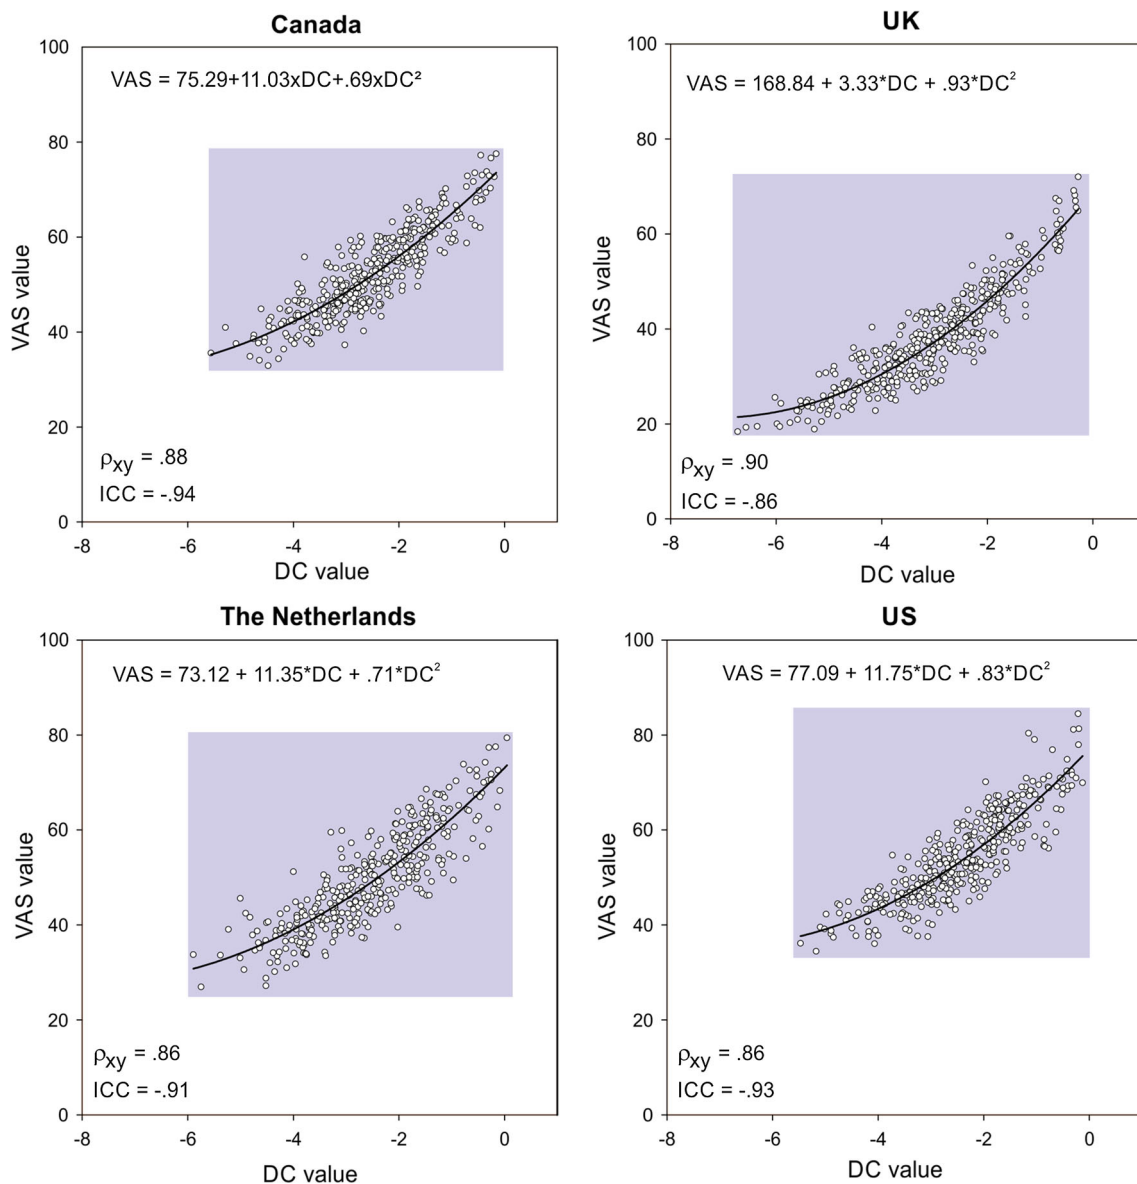 Canada
VAS = 75.29+11.03xDC+.69xDC²
100
80
60
40
20
0
VAS value
ρxy = .88
ICC = -.94
-8 -6 -4 -2 0
DC value
UK
VAS = 168.84 + 3.33*DC + .93*DC²
100
80
60
40
20
0
VAS value
ρxy = .90
ICC = -.86
-8 -6 -4 -2 0
DC value
The Netherlands
VAS = 73.12 + 11.35*DC + .71*DC²
100
80
60
40
20
0
VAS value
ρxy = .86
ICC = -.91
-8 -6 -4 -2 0
DC value
US
VAS = 77.09 + 11.75*DC + .83*DC²
100
80
60
40
20
0
VAS value
ρxy = .86
ICC = -.93
-8 -6 -4 -2 0
DC value